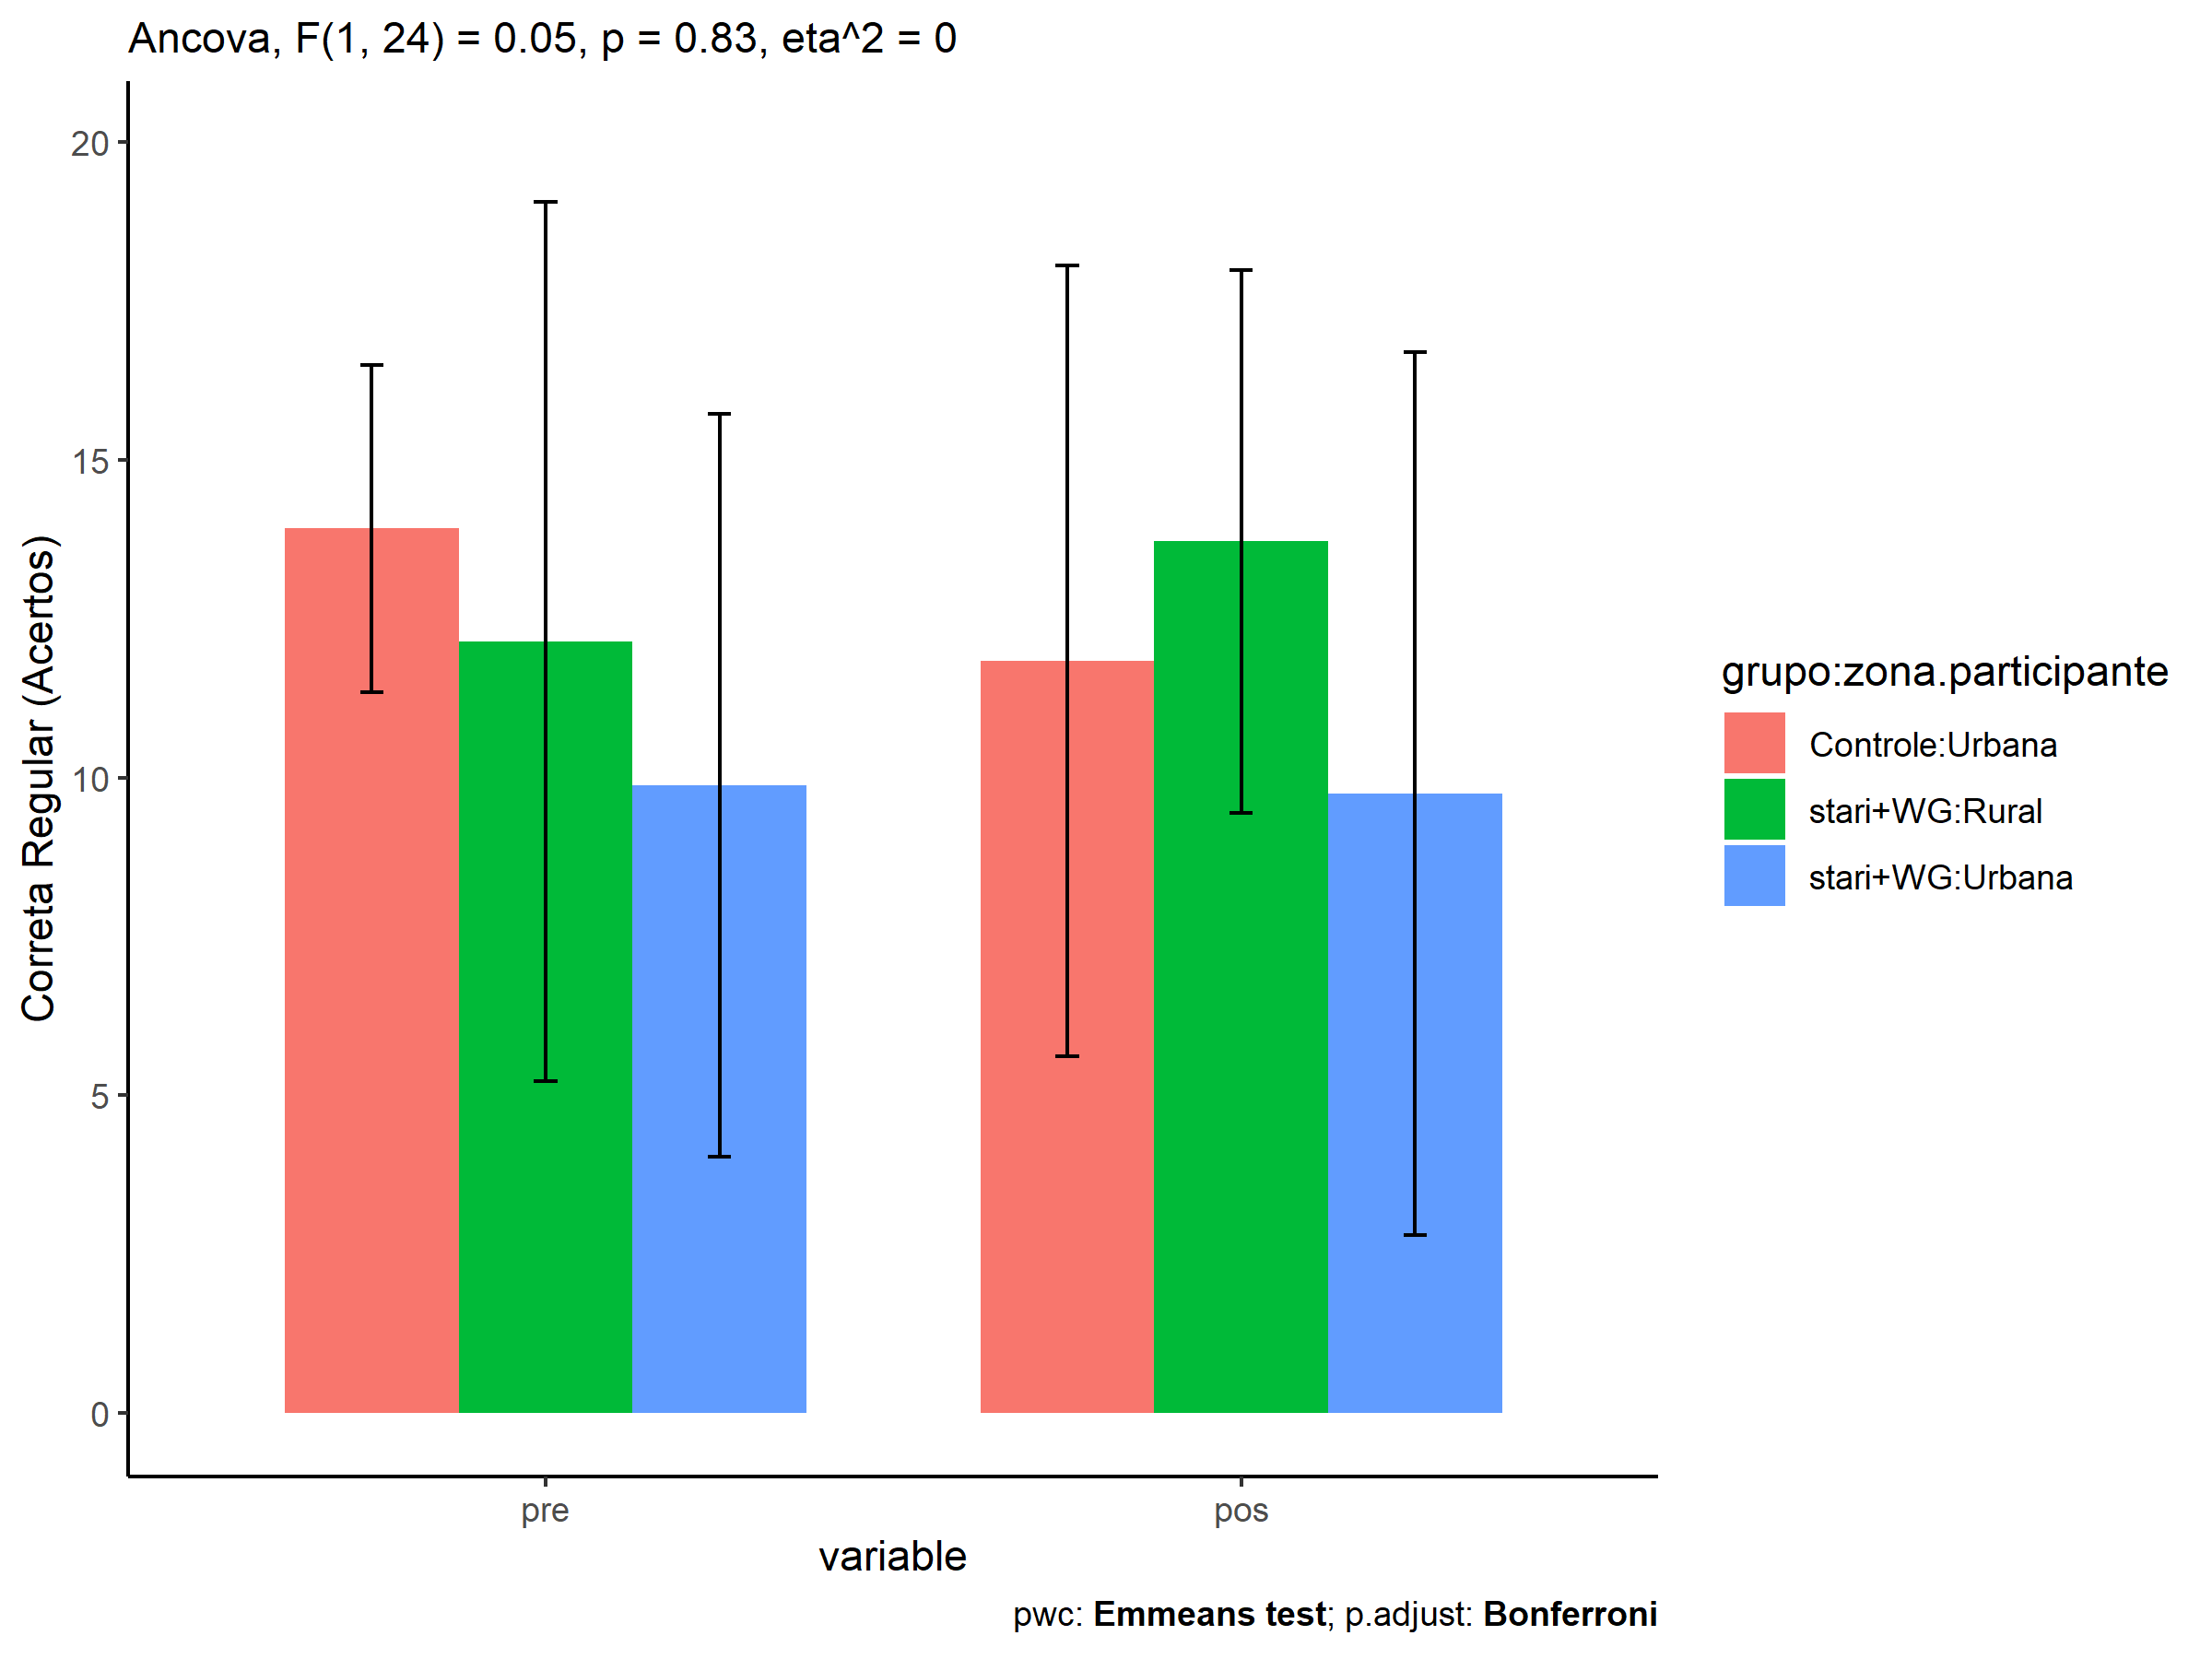 Ancova, F(1, 24) = 0.05, p = 0.83, eta^2 = 0
Correta Regular (Acertos)
20
15
10
5
0
pre
pos
variable
grupo:zona.participante
Controle:Urbana
stari+WG:Rural
stari+WG:Urbana
pwc: Emmeans test; p.adjust: Bonferroni